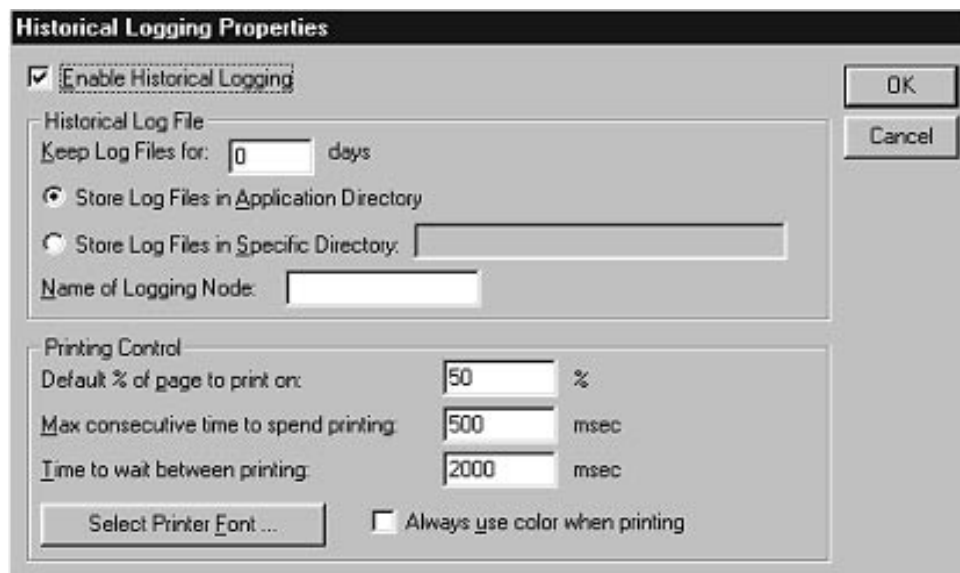 Historical Logging Properties
Enable Historical Logging
OK
Cancel
Historical Log File
Keep Log Files for: 0 days
Store Log Files in Application Directory
Store Log Files in Specific Directory:
Name of Logging Node:
Printing Control
Default % of page to print on: 50 %
Max consecutive time to spend printing: 500 msec
Time to wait between printing: 2000 msec
Select Printer Font ... Always use color when printing